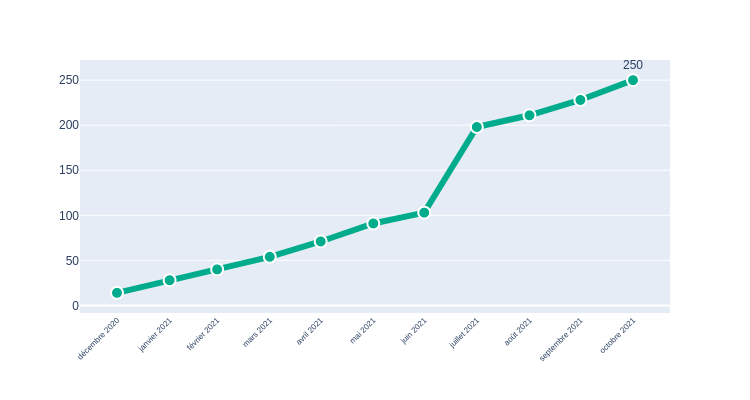 250
250
200
150
100
50
0
décembre 2020
janvier 2021
février 2021
mars 2021
avril 2021
mai 2021
juin 2021
juillet 2021
août 2021
septembre 2021
octobre 2021